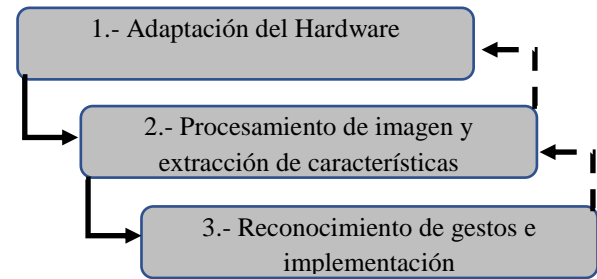 1.- Adaptación del Hardware
2.- Procesamiento de imagen y
extracción de características
3.- Reconocimiento de gestos e
implementación